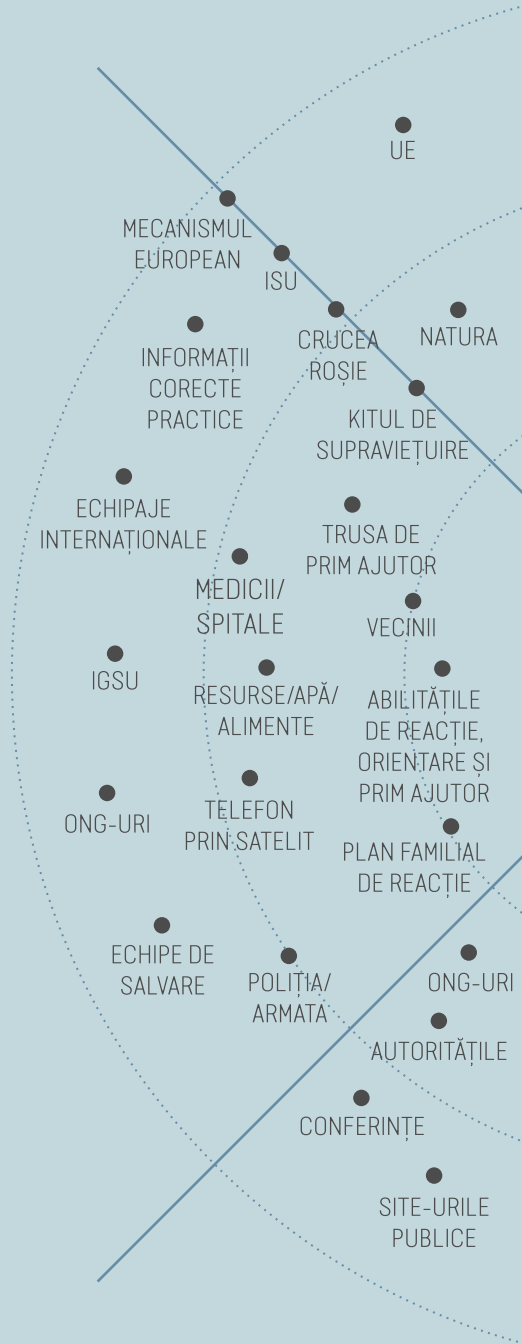 UE
MECANISMUL
EUROPEAN
ISU
CRUCEA
ROȘIE
NATURA
INFORMAȚII
CORECTE
PRACTICE
KITUL DE
SUPRAVIEȚUIRE
ECHIPAJE
INTERNAȚIONALE
TRUSA DE
PRIM AJUTOR
MEDICII/
SPITALE
VECINII
IGSU
RESURSE/APĂ/
ALIMENTE
ABILITĂȚILE
DE REACȚIE,
ORIENTARE ȘI
PRIM AJUTOR
ONG-URI
TELEFON
PRIN SATELIT
PLAN FAMILIAL
DE REACȚIE
ECHIPE DE
SALVARE
POLIȚIA/
ARMATA
ONG-URI
AUTORITĂȚILE
CONFERINȚE
SITE-URILE
PUBLICE